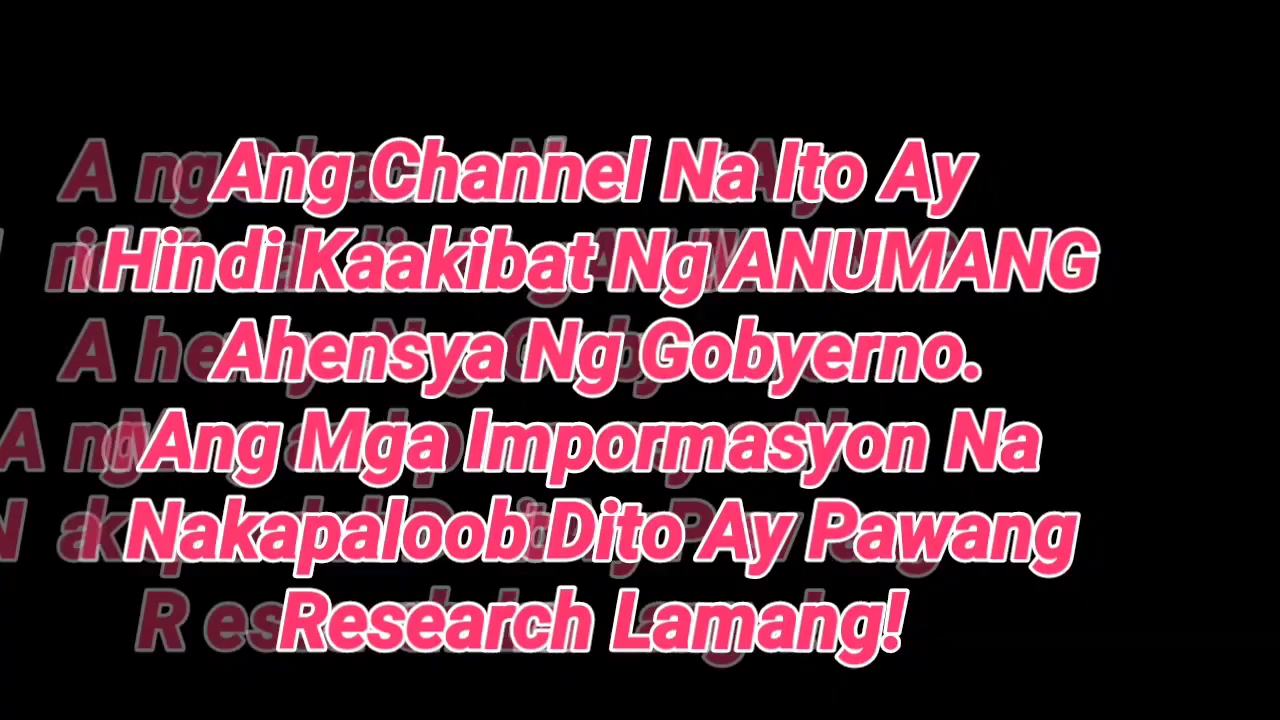 Ang Channel Na Ito Ay
Hindi Kaakibat Ng ANUMANG
Ahensya Ng Gobyerno.
Ang Mga Impormasyon Na
Nakapaloob Dito Ay Pawang
Research Lamang!